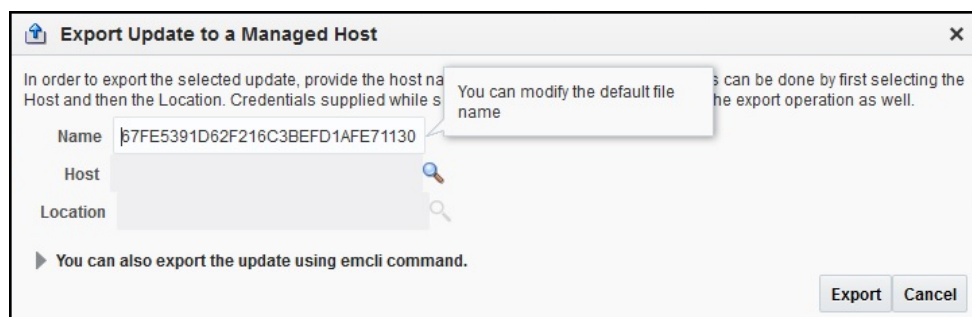 Export Update to a Managed Host
In order to export the selected update, provide the host na s can be done by first selecting the
Host and then the Location. Credentials supplied while s he export operation as well.
You can modify the default file
name
Name 67FE5391D62F216C3BEFD1AFE71130
Host
Location
You can also export the update using emcli command.
Export Cancel